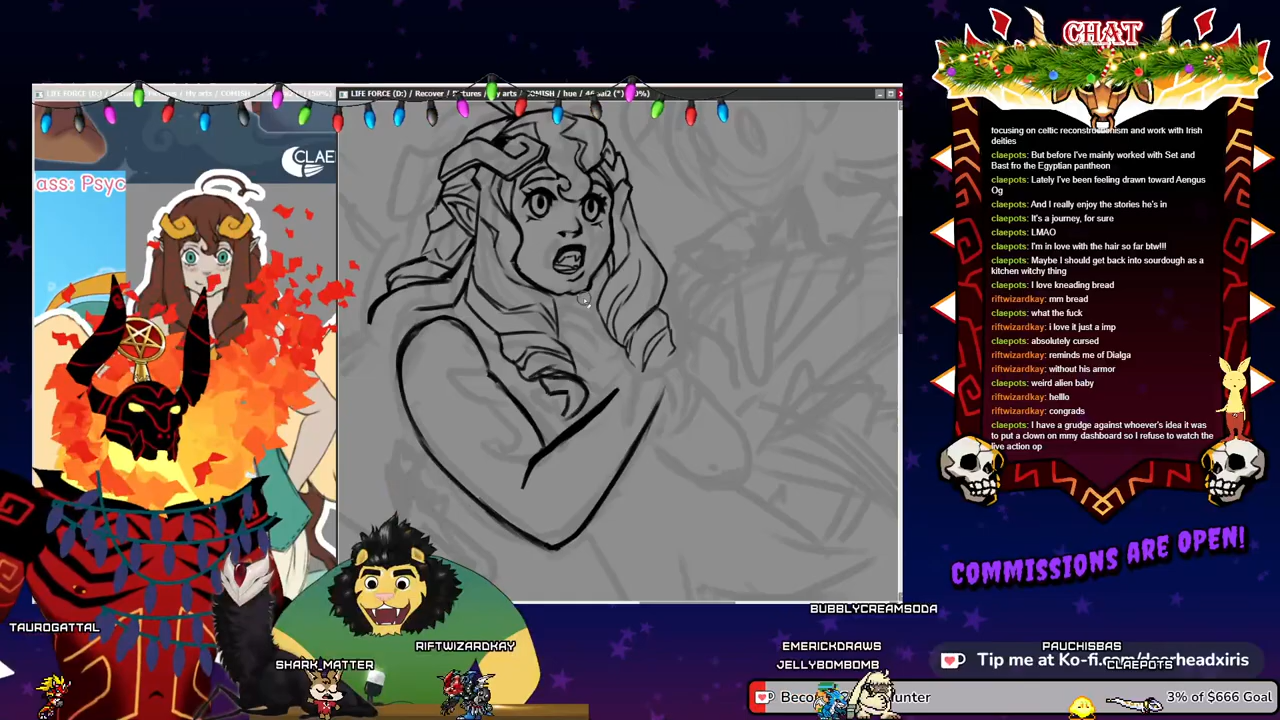 CHAT
LIFE FORCE (D:) / Recover / Pictures / My arts / COMISH / hue /
CLAE
ass: Psyc
focusing on celtic reconstructionism and work with Irish
deities
claepots: But before I've mainly worked with Set and
Bast fro the Egyptian pantheon
claepots: Lately I've been feeling drawn toward Aengus
Og
claepots: And I really enjoy the stories he's in
claepots: It's a journey, for sure
claepots: LMAO
claepots: I'm in love with the hair so far btw!!!
claepots: Maybe I should get back into sourdough as a
kitchen witchy thing
claepots: I love kneading bread
riftwizardkay: mm bread
claepots: what the fuck
riftwizardkay: i love it just a imp
claepots: absolutely cursed
riftwizardkay: reminds me of Dialga
riftwizardkay: without his armor
claepots: weird alien baby
riftwizardkay: helllo
riftwizardkay: congrads
claepots: I have a grudge against whoever's idea it was
to put a clown on mmy dashboard so I refuse to watch the
live action op
COMMISSIONS ARE OPEN!
BUBBLYCREAMSODA
TAUROGATTAL
RIFTWIZARDKAY
SHARK_MATTER
EMERICKDRAWS
JELLYBOMBOMB
PAUCHISBAS
CLAEPOTS
Tip me at Ko-fi.com/deerheadxiris
3% of $666 Goal